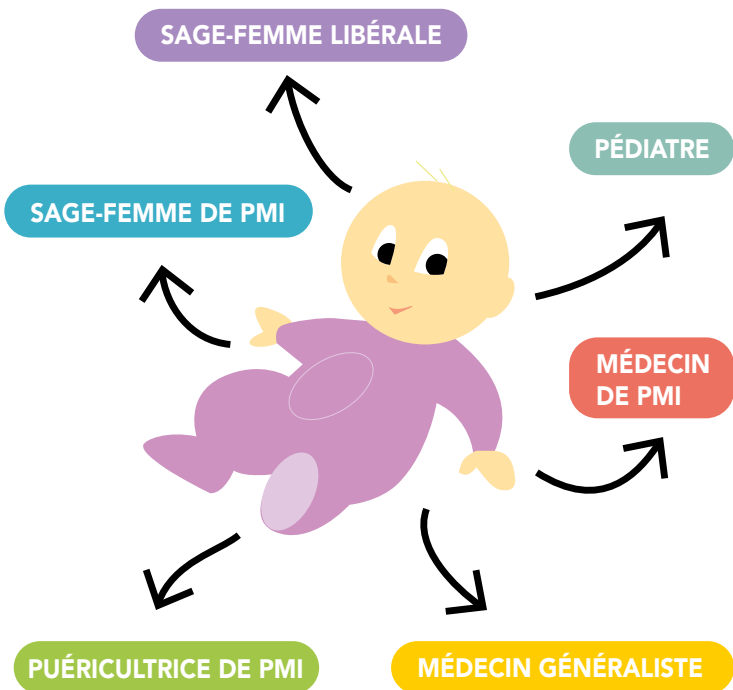 SAGE-FEMME LIBÉRALE
PÉDIATRE
SAGE-FEMME DE PMI
MÉDECIN
DE PMI
PUÉRICULTRICE DE PMI
MÉDECIN GÉNÉRALISTE